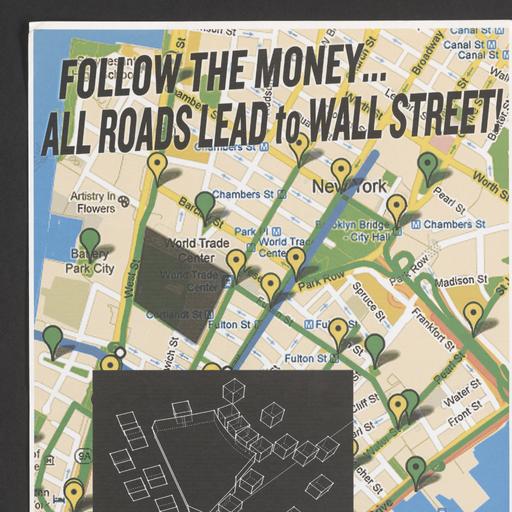 FOLLOW THE MONEY...
ALL ROADS LEAD to WALL STREET!
Canal St M
Canal St M
Canal St
Broadway
Chambers St M
Worth St
New York
Artistry In
Flowers
Barclay St
Chambers St M
Pearl St
Brooklyn Bridge
- City Hall
M Chambers St
Park Pl M
World Trade
Center
World Trade
Center
Battery
Park City
West St
World Trade
Center
Park Row
Park Row
Madison St
Cortlandt St M
Fulton St M
Spruce St
Frankfort St
Fulton St M
Pearl St
Cliff St
Water St
Front St
Water St
9A